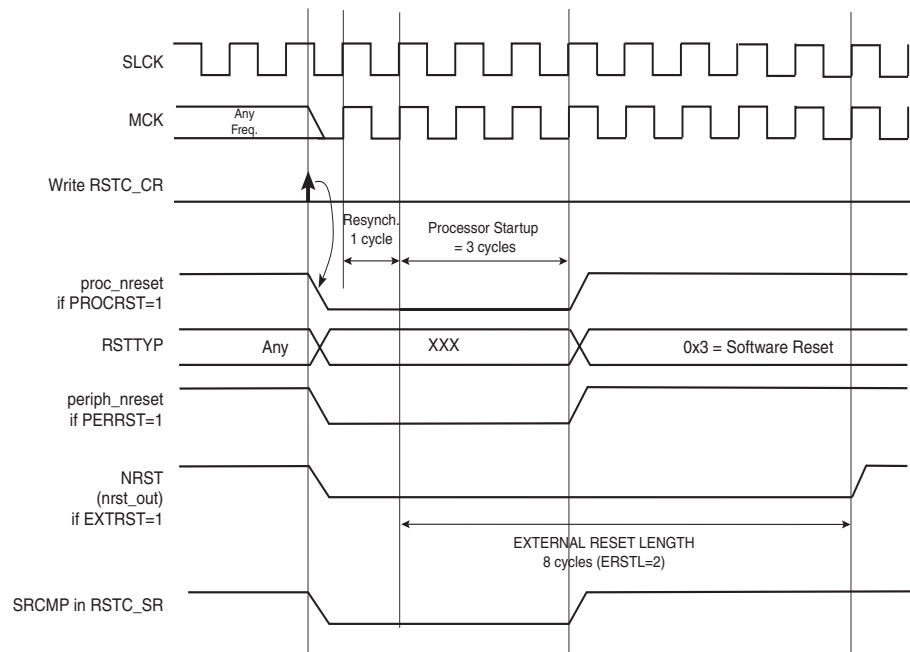 SLCK
MCK
Any
Freq.
Write RSTC_CR
Resynch.
1 cycle
Processor Startup
= 3 cycles
proc_nreset
if PROCRST=1
RSTTYP
Any
XXX
0x3 = Software Reset
periph_nreset
if PERRST=1
NRST
(nrst_out)
if EXTRST=1
EXTERNAL RESET LENGTH
8 cycles (ERSTL=2)
SRCMP in RSTC_SR